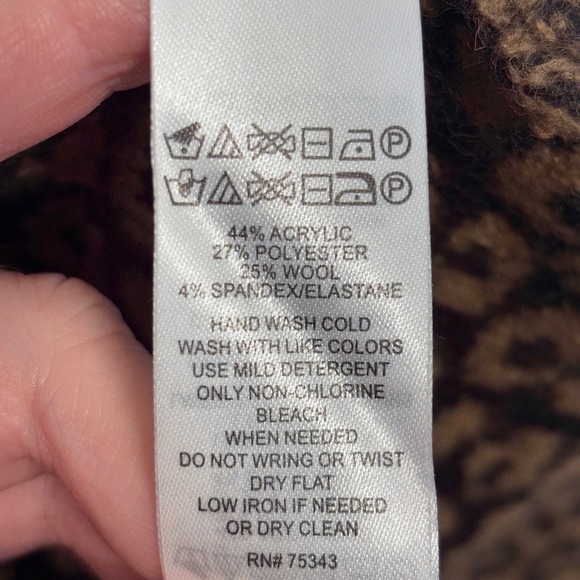 P
P
44% ACRYLIC
27% POLYESTER
25% WOOL
4% SPANDEX/ELASTANE
HAND WASH COLD
WASH WITH LIKE COLORS
USE MILD DETERGENT
ONLY NON-CHLORINE
BLEACH
WHEN NEEDED
DO NOT WRING OR TWIST
DRY FLAT
LOW IRON IF NEEDED
OR DRY CLEAN
RN# 75343